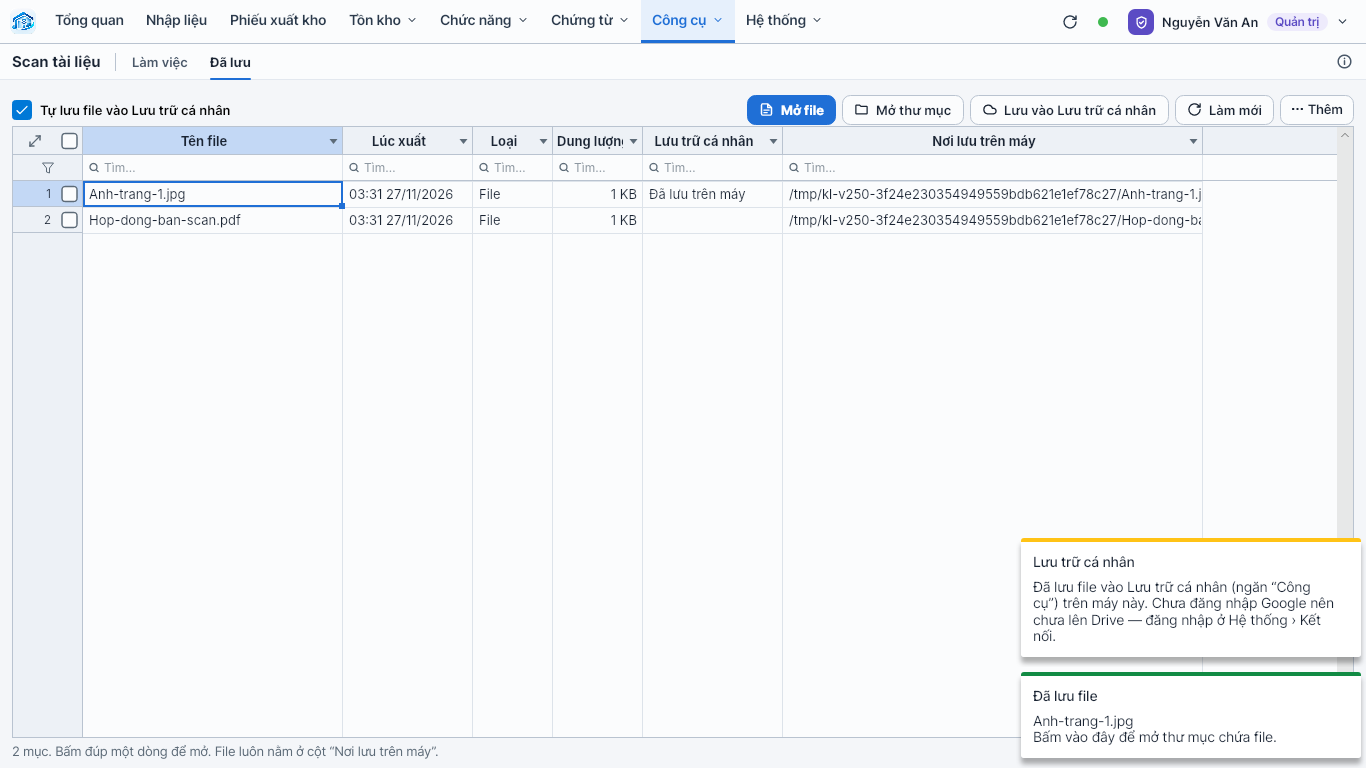 Tổng quan
Nhập liệu
Phiếu xuất kho
Tồn kho
Chức năng
Chứng từ
Công cụ
Hệ thống
Nguyễn Văn An
Quản trị
Scan tài liệu
Làm việc
Đã lưu
Tự lưu file vào Lưu trữ cá nhân
Mở file
Mở thư mục
Lưu vào Lưu trữ cá nhân
Làm mới
··· Thêm
Tên file
Lúc xuất
Loại
Dung lượng
Lưu trữ cá nhân
Nơi lưu trên máy
Tìm...
Tìm...
Tìm...
Tìm...
Tìm...
Tìm...
1 Anh-trang-1.jpg 03:31 27/11/2026 File 1 KB Đã lưu trên máy /tmp/kl-v250-3f24e230354949559bdb621e1ef78c27/Anh-trang-1.j
2 Hop-dong-ban-scan.pdf 03:31 27/11/2026 File 1 KB /tmp/kl-v250-3f24e230354949559bdb621e1ef78c27/Hop-dong-ba
Lưu trữ cá nhân
Đã lưu file vào Lưu trữ cá nhân (ngăn “Công
cụ”) trên máy này. Chưa đăng nhập Google nên
chưa lên Drive — đăng nhập ở Hệ thống › Kết
nối.
Đã lưu file
Anh-trang-1.jpg
Bấm vào đây để mở thư mục chứa file.
2 mục. Bấm đúp một dòng để mở. File luôn nằm ở cột “Nơi lưu trên máy”.